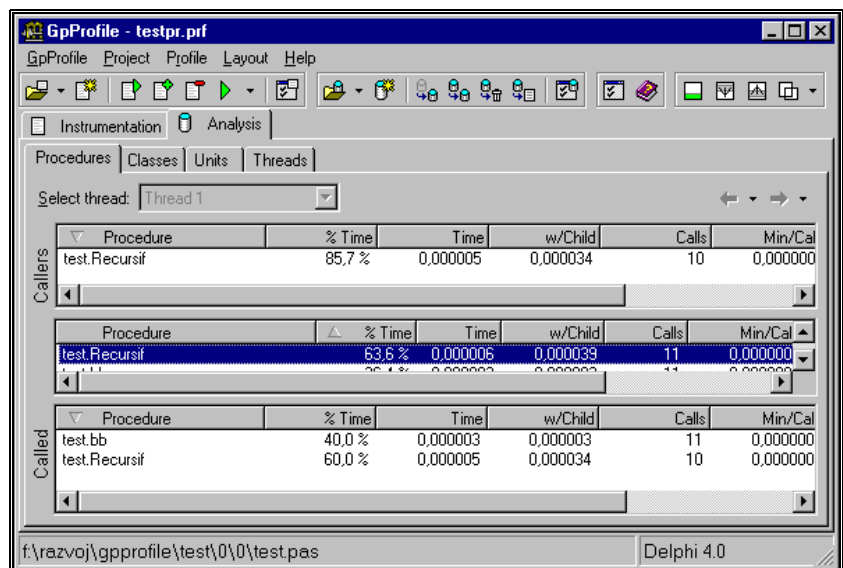 GpProfile - testpr.prf
GpProfile Project Profile Layout Help
Instrumentation Analysis
Procedures Classes Units Threads
Select thread: Thread 1
Callers
Procedure % Time Time w/Child Calls Min/Cal
test.Recursif 85,7 % 0,000005 0,000034 10 0,000000
Procedure % Time Time w/Child Calls Min/Cal
test.Recursif 63,6 % 0,000006 0,000039 11 0,000000
Called
Procedure % Time Time w/Child Calls Min/Cal
test.bb 40,0 % 0,000003 0,000003 11 0,000000
test.Recursif 60,0 % 0,000005 0,000034 10 0,000000
f:\razvoj\gpprofile\test\0\0\test.pas Delphi 4.0